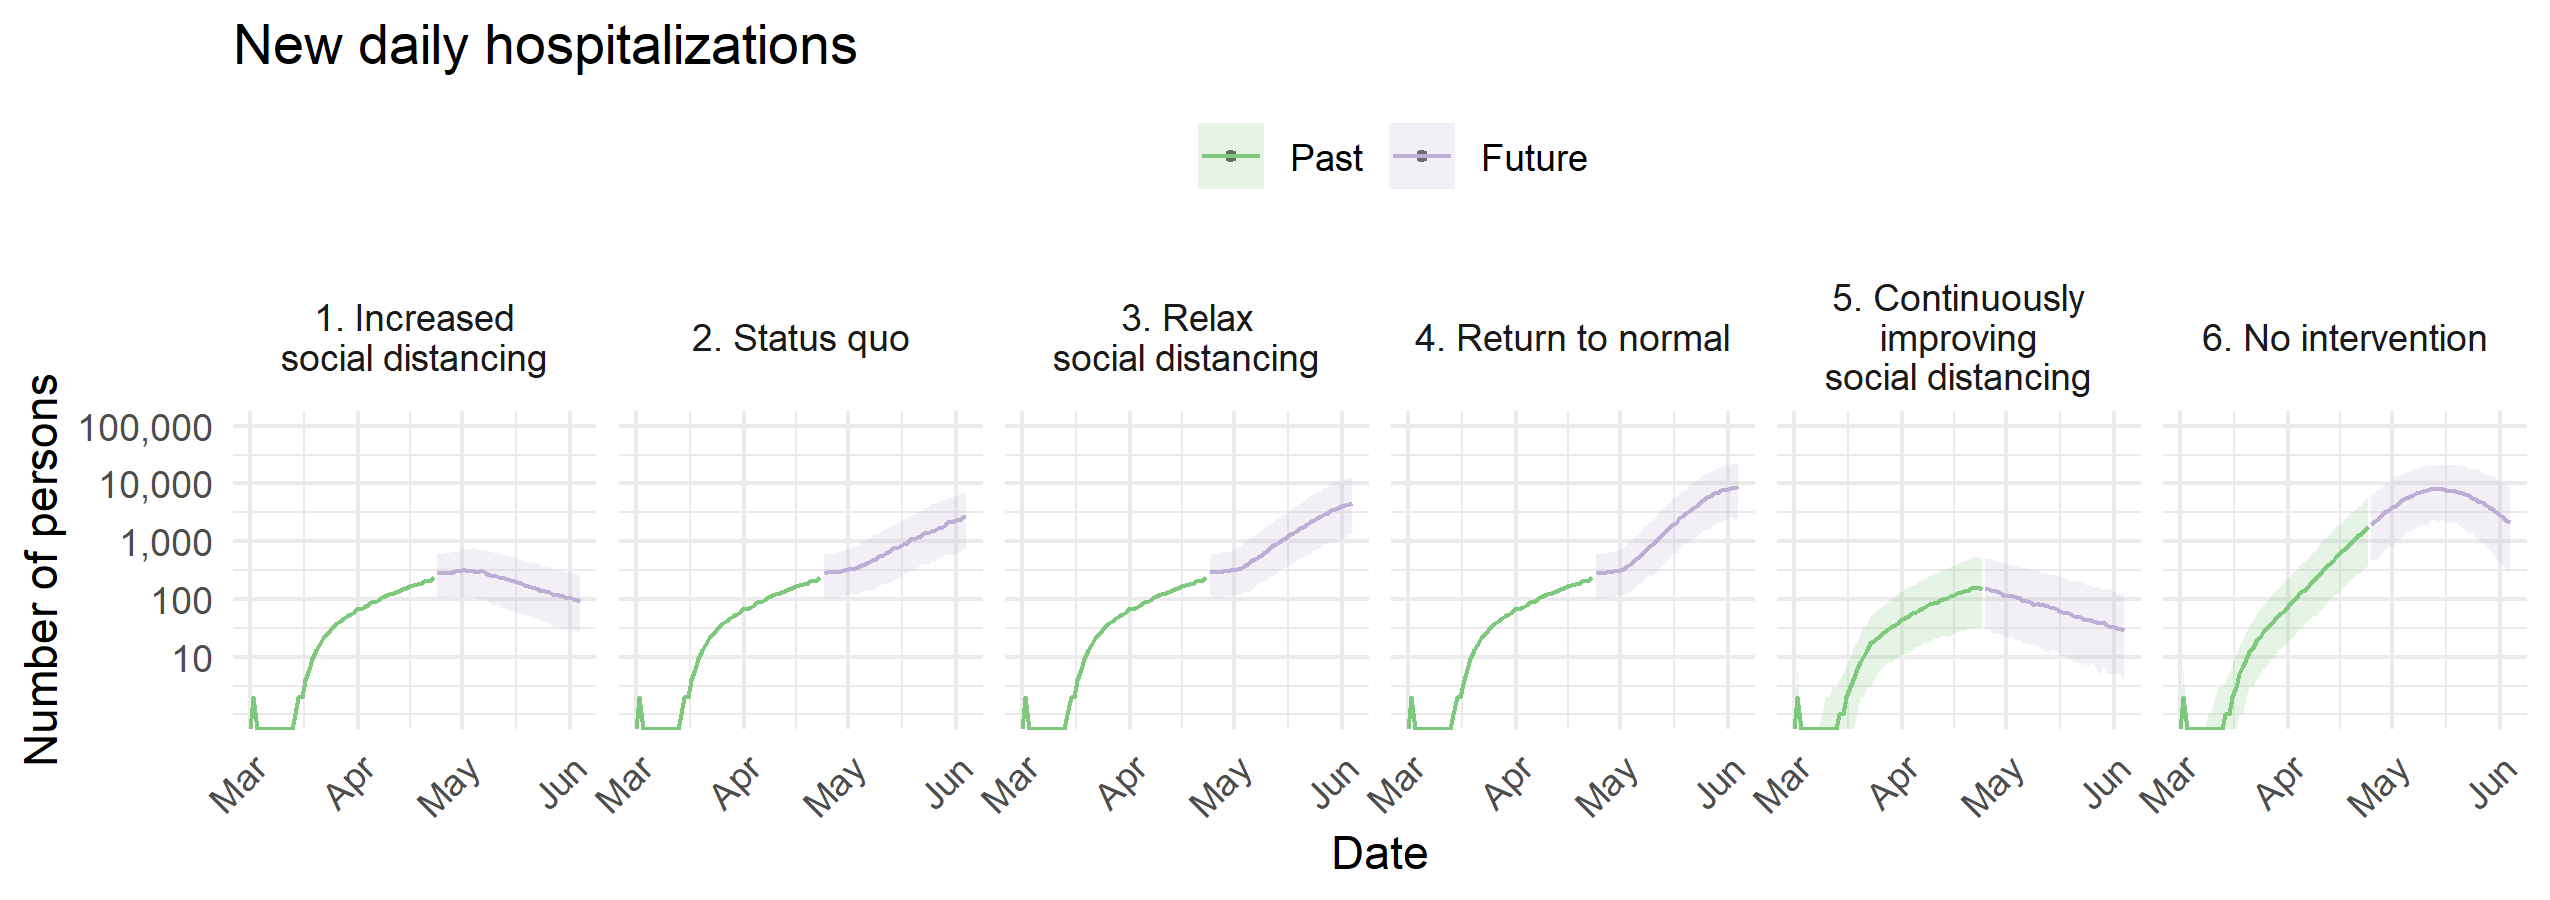 New daily hospitalizations
Past
Future
1. Increased
social distancing
2. Status quo
3. Relax
social distancing
4. Return to normal
5. Continuously
improving
social distancing
6. No intervention
Number of persons
100,000
10,000
1,000
100
10
Mar
Apr
May
Jun
Mar
Apr
May
Jun
Mar
Apr
May
Jun
Mar
Apr
May
Jun
Mar
Apr
May
Jun
Mar
Apr
May
Jun
Date